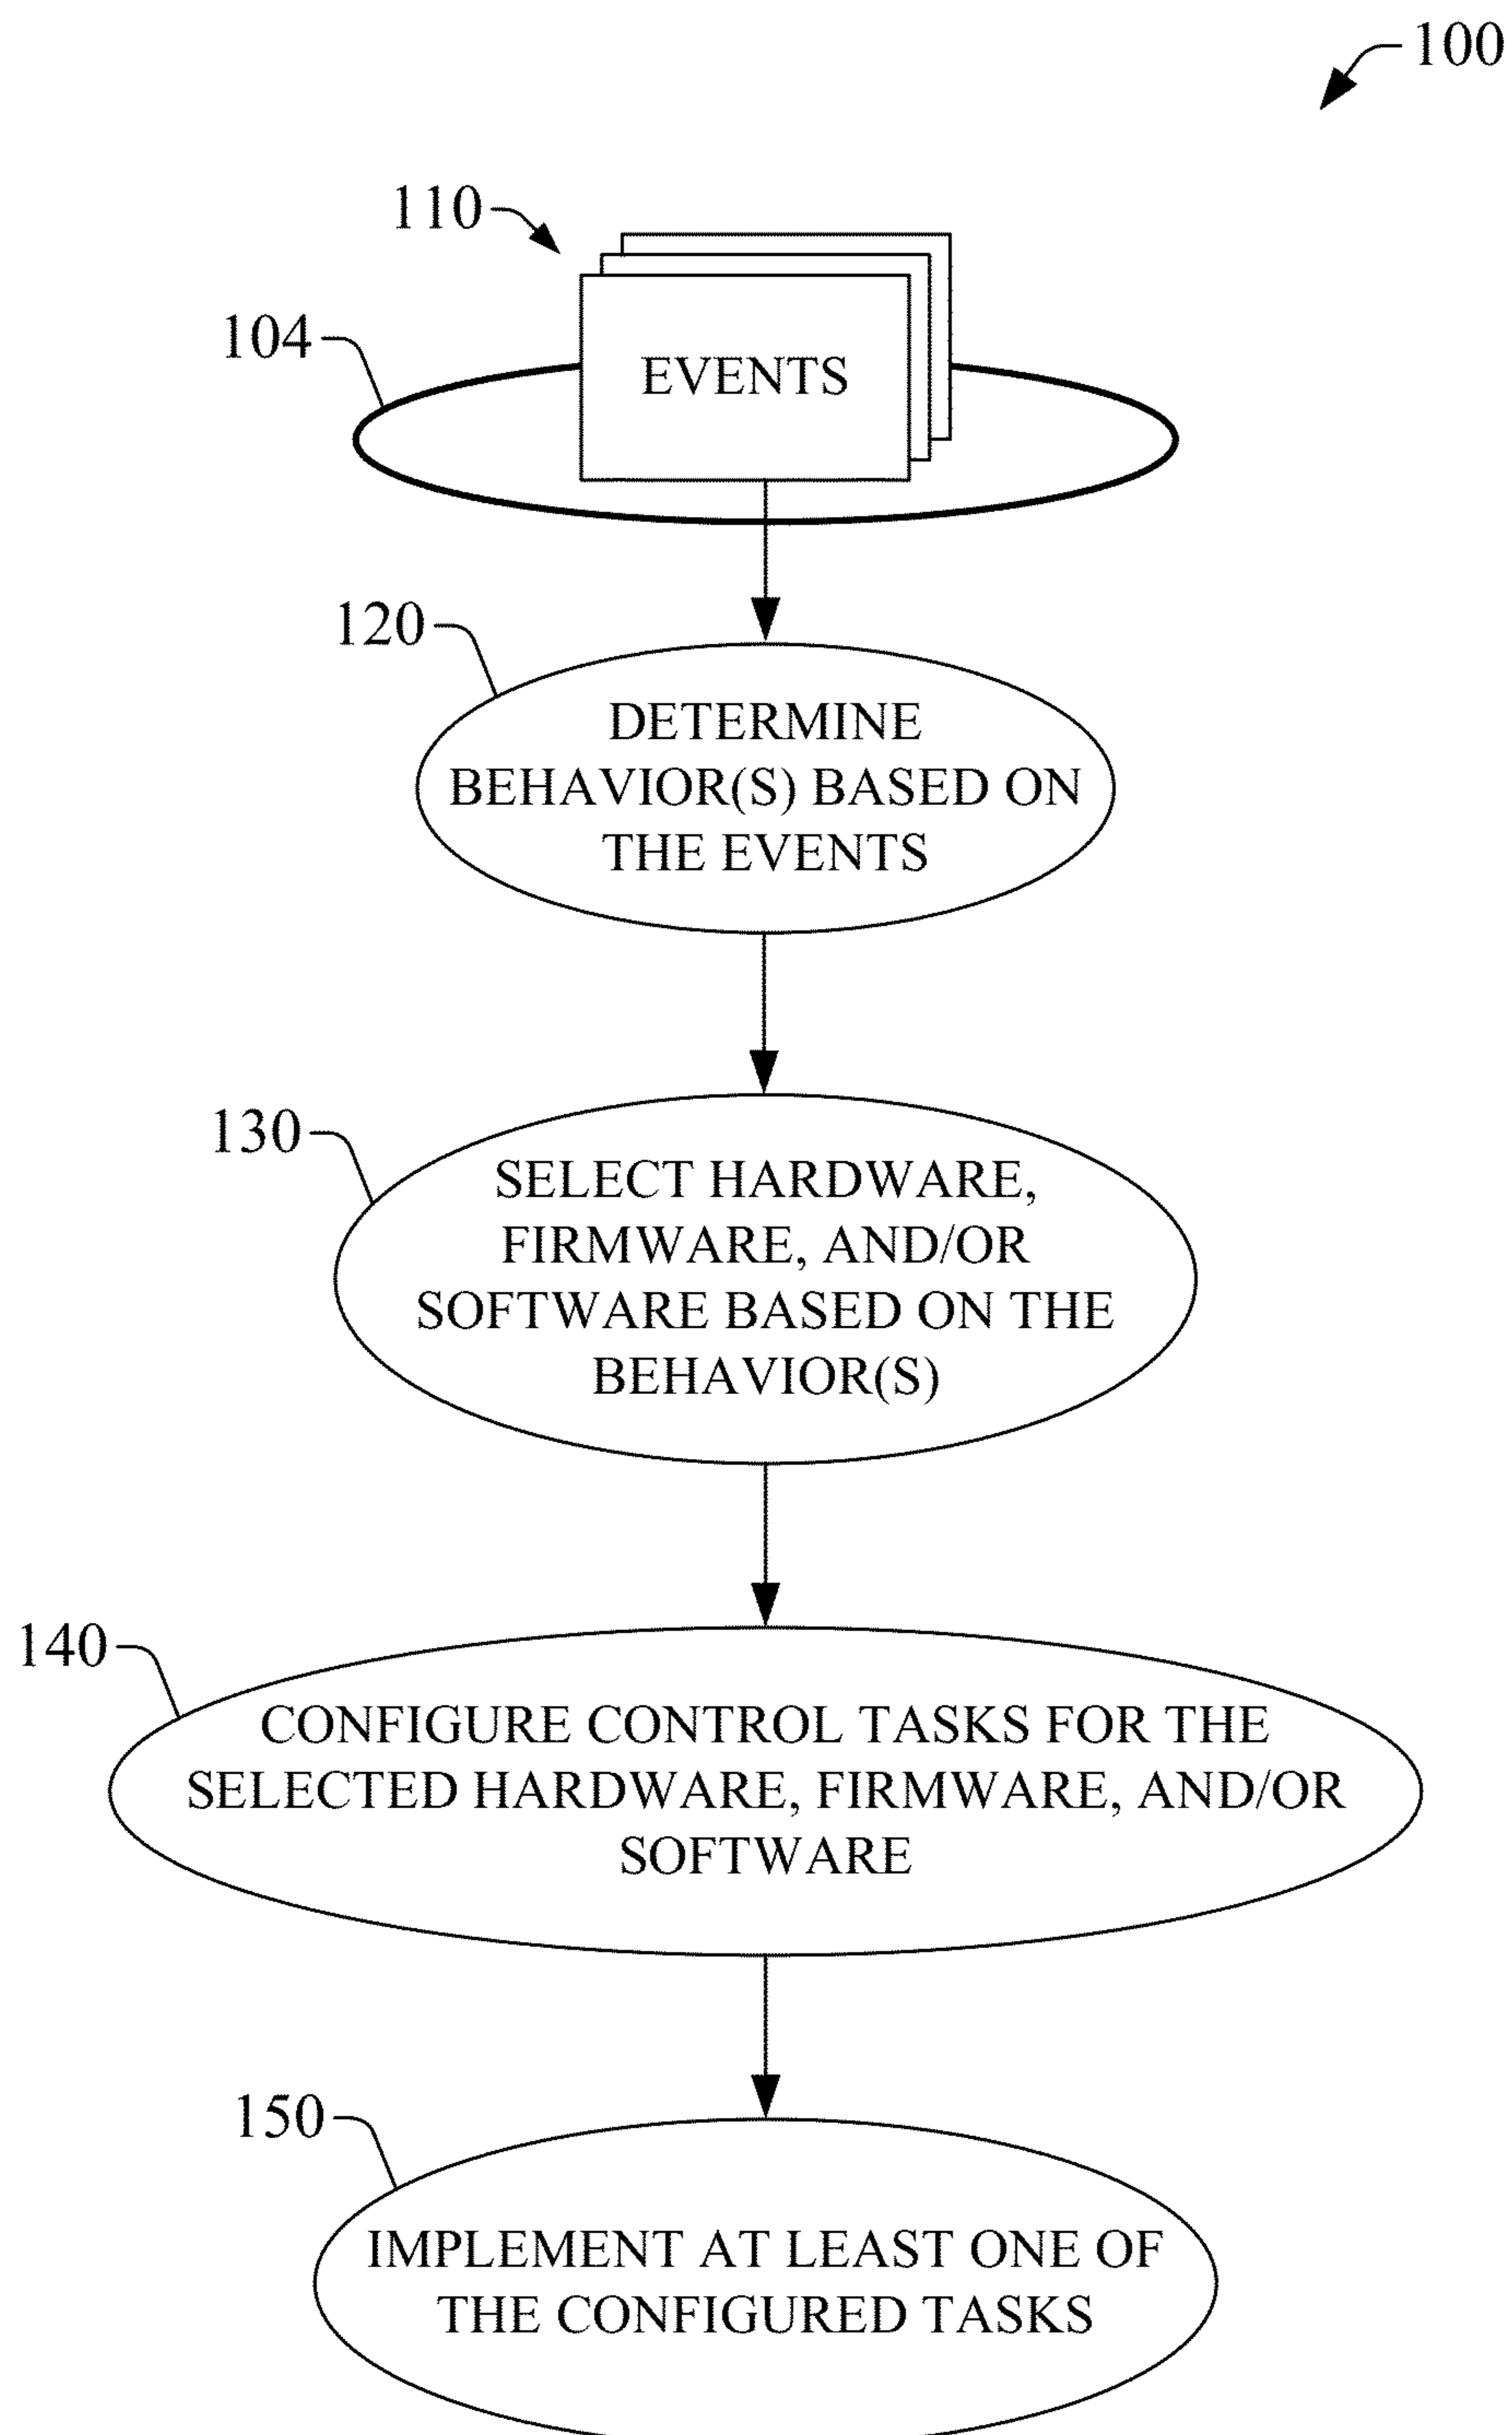 100
110
104
EVENTS
120
DETERMINE
BEHAVIOR(S) BASED ON
THE EVENTS
130
SELECT HARDWARE,
FIRMWARE, AND/OR
SOFTWARE BASED ON THE
BEHAVIOR(S)
140
CONFIGURE CONTROL TASKS FOR THE
SELECTED HARDWARE, FIRMWARE, AND/OR
SOFTWARE
150
IMPLEMENT AT LEAST ONE OF
THE CONFIGURED TASKS